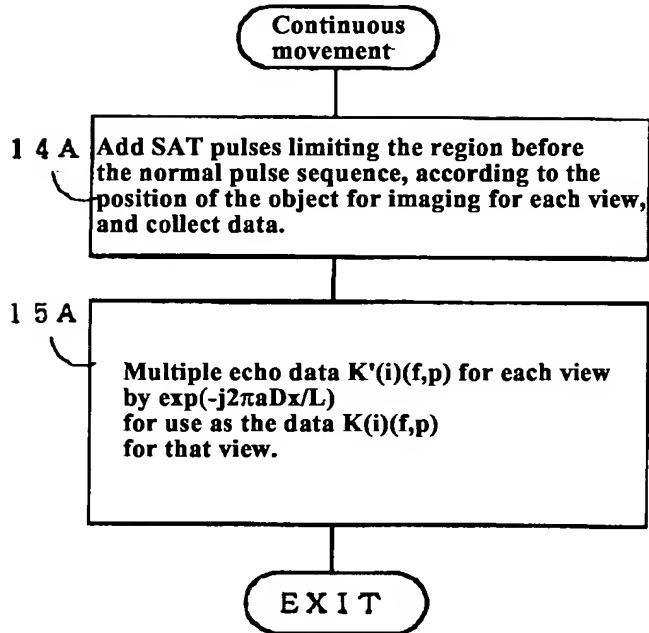 Continuous
movement
14A
Add SAT pulses limiting the region before
the normal pulse sequence, according to the
position of the object for imaging for each view,
and collect data.
15A
Multiple echo data K'(i)(f,p) for each view
by exp(-j2πaDx/L)
for use as the data K(i)(f,p)
for that view.
EXIT